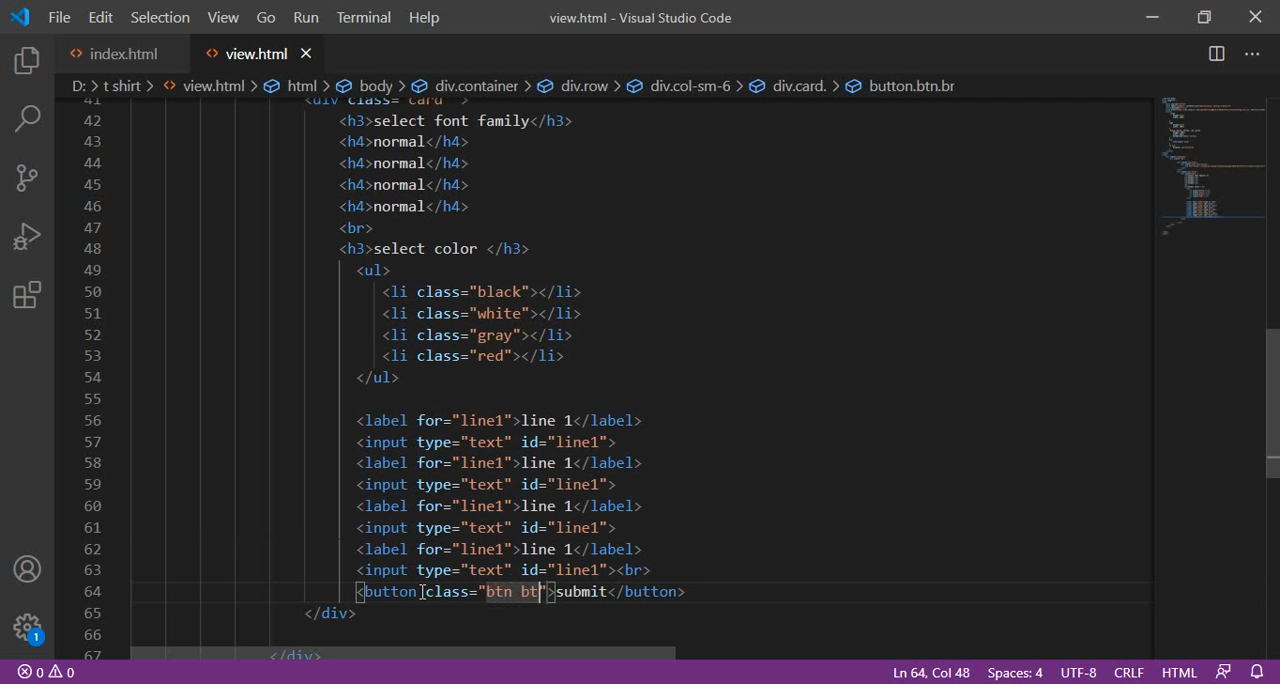 File Edit Selection View Go Run Terminal Help view.html - Visual Studio Code
index.html view.html
D: > t shirt > view.html > html > body > div.container > div.row > div.col-sm-6 > div.card. > button.btn.br
41 <div class="card">
42 <h3>select font family</h3>
43 <h4>normal</h4>
44 <h4>normal</h4>
45 <h4>normal</h4>
46 <h4>normal</h4>
47 <br>
48 <h3>select color </h3>
49 <ul>
50 <li class="black"></li>
51 <li class="white"></li>
52 <li class="gray"></li>
53 <li class="red"></li>
54 </ul>
55
56 <label for="line1">line 1</label>
57 <input type="text" id="line1">
58 <label for="line1">line 1</label>
59 <input type="text" id="line1">
60 <label for="line1">line 1</label>
61 <input type="text" id="line1">
62 <label for="line1">line 1</label>
63 <input type="text" id="line1"><br>
64 <button class="btn bt">submit</button>
65 </div>
66
67 </div>
1
0 0 Ln 64, Col 48 Spaces: 4 UTF-8 CRLF HTML